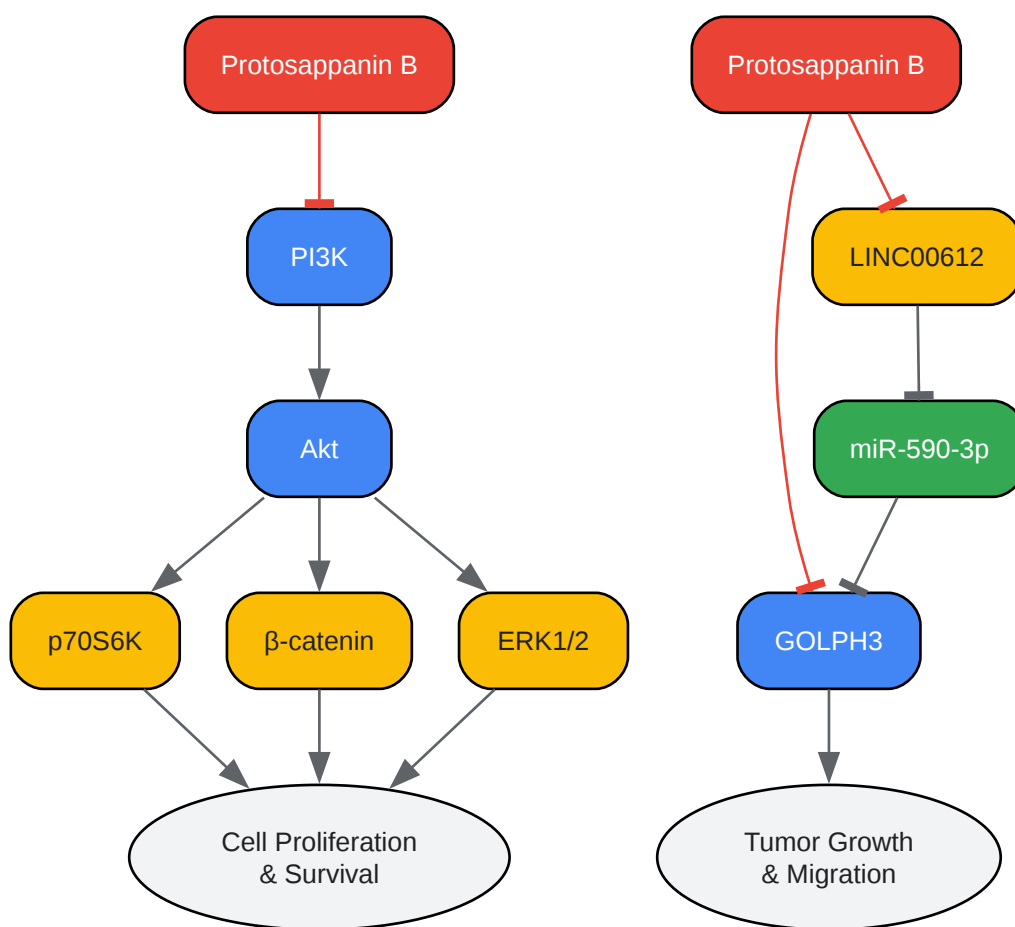 Protosappanin B
Protosappanin B
PI3K
LINC00612
Akt
miR-590-3p
p70S6K
β-catenin
ERK1/2
GOLPH3
Cell Proliferation
& Survival
Tumor Growth
& Migration